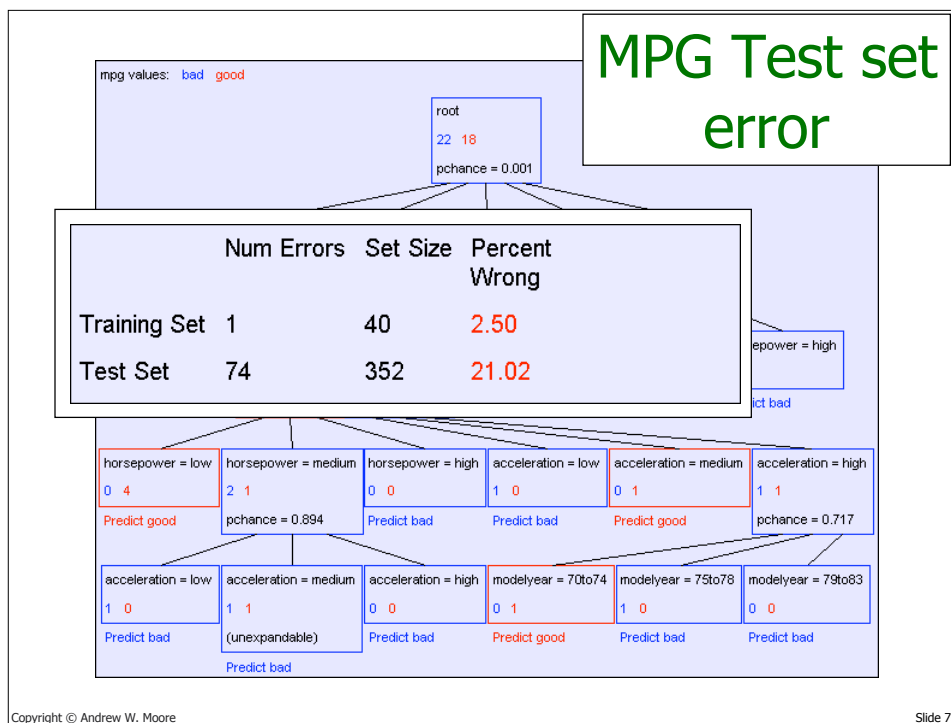 MPG Test set
error
mpg values: bad good
root
22 18
pchance = 0.001
Num Errors Set Size Percent
Wrong
Training Set 1 40 2.50
Test Set 74 352 21.02
epower = high
ict bad
horsepower = low horsepower = medium horsepower = high acceleration = low acceleration = medium acceleration = high
0 4 2 1 0 0 1 0 0 1 1 1
Predict good pchance = 0.894 Predict bad Predict bad Predict good pchance = 0.717
acceleration = low acceleration = medium acceleration = high modelyear = 70to74 modelyear = 75to78 modelyear = 79to83
1 0 1 1 0 0 0 1 1 0 0 0
Predict bad (unexpandable) Predict bad Predict good Predict bad Predict bad
Predict bad
Copyright © Andrew W. Moore Slide 7